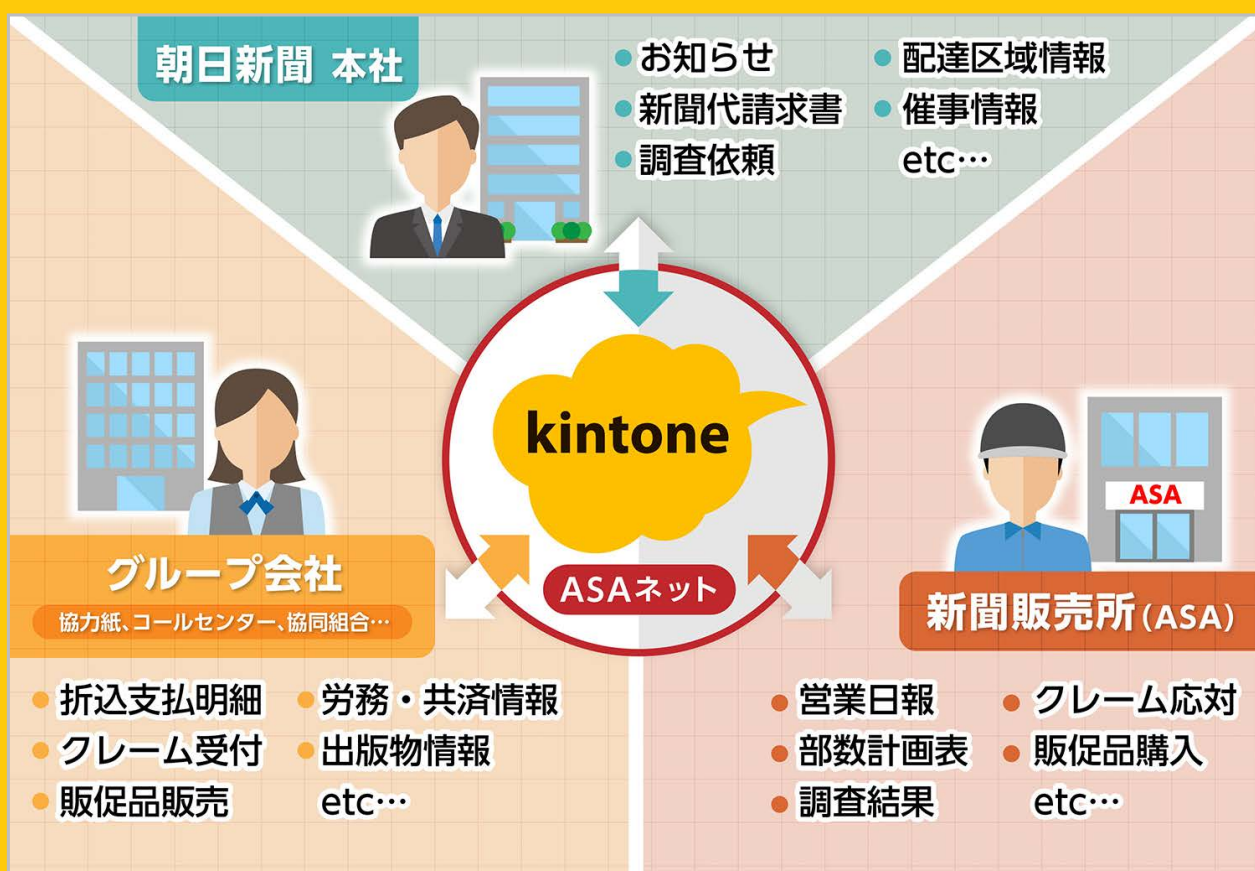 朝日新聞 本社
お知らせ
新聞代請求書
調査依頼
配達区域情報
催事情報
etc…
kintone
ASAネット
グループ会社
協力紙、コールセンター、協同組合…
折込支払明細
クレーム受付
販促品販売
労務・共済情報
出版物情報
etc…
ASA
新聞販売所(ASA)
営業日報
部数計画表
調査結果
クレーム応対
販促品購入
etc…